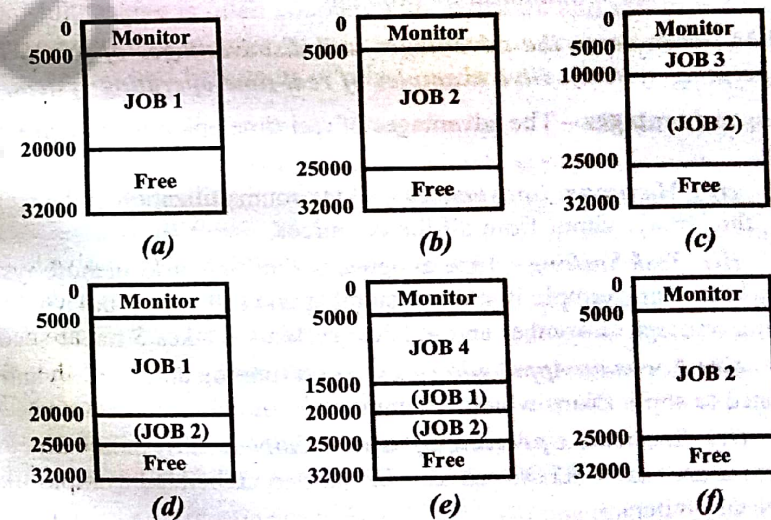 0
Monitor
5000
JOB 1
20000
Free
32000
(a)
0
Monitor
5000
JOB 2
25000
Free
32000
(b)
0
Monitor
5000
JOB 3
10000
(JOB 2)
25000
Free
32000
(c)
0
Monitor
5000
JOB 1
20000
(JOB 2)
25000
Free
32000
(d)
0
Monitor
5000
JOB 4
15000
(JOB 1)
20000
(JOB 2)
25000
Free
32000
(e)
0
Monitor
5000
JOB 2
25000
Free
32000
(f)